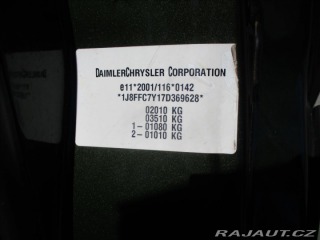 DAIMLERCHRYSLER CORPORATION
e11*2001/116*0142
*1J8FFC7Y17D369628*
02010 KG
03510 KG
1-01080 KG
2-01010 KG
RAJAUT.CZ